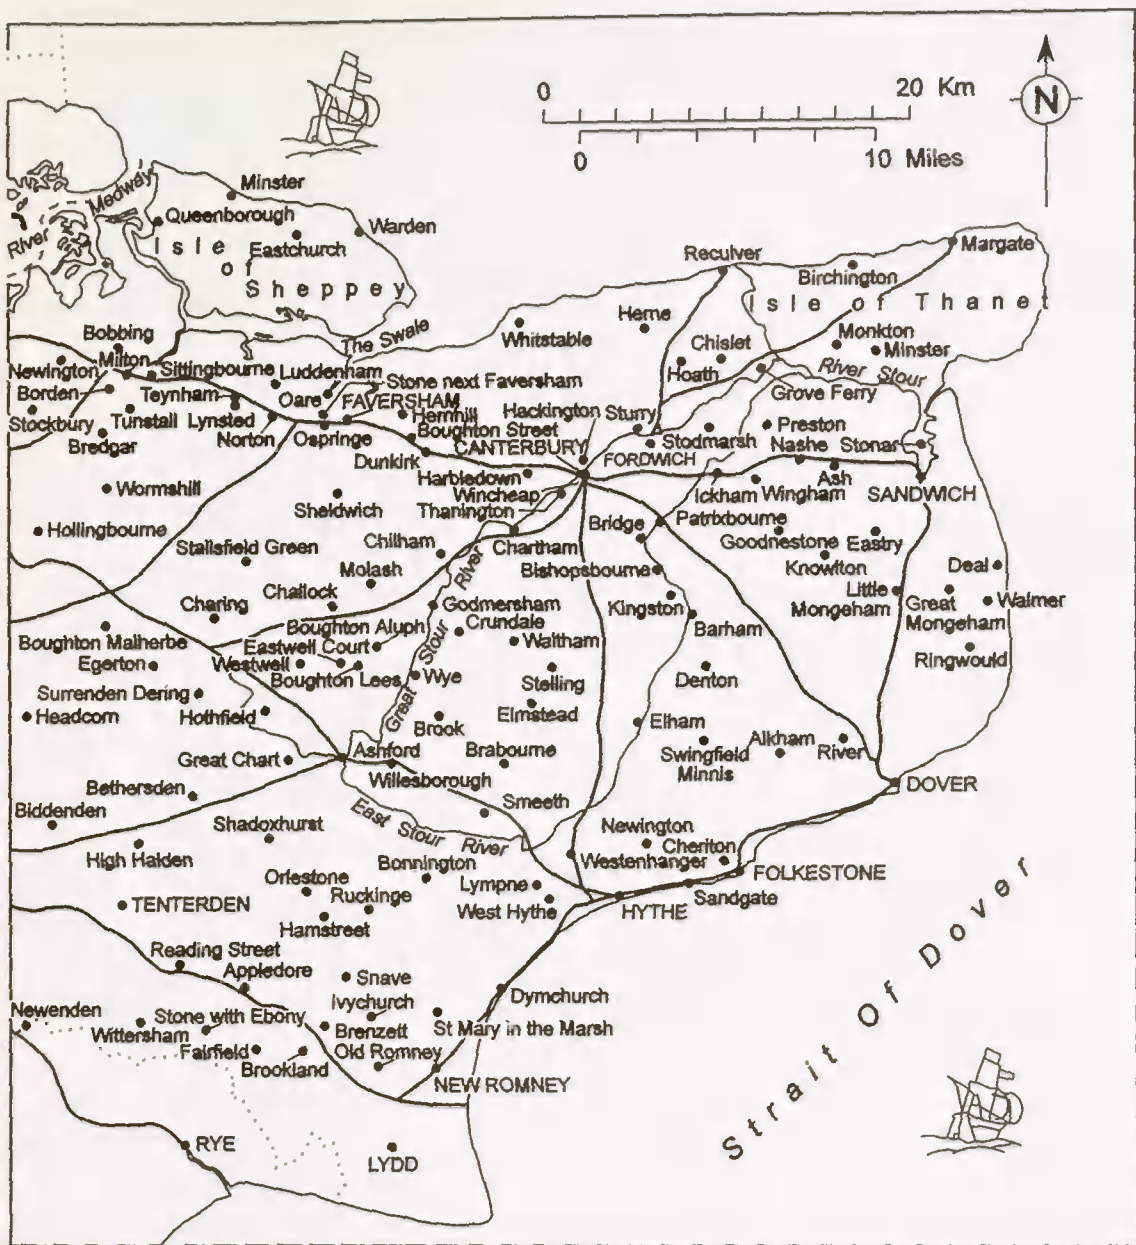 0
20 Km
N
0
10 Miles
River
Medway
Minster
Queenborough
Warden
Isle
Eastchurch
of
Sheppey
Reculver
Margate
Birchington
Isle of Thanet
Herne
The Swale
Whitstable
Bobbing
Monkton
Milton
Chislet
Minster
Newington
Sittingbourne
Luddenham
Hoath
River Stour
Borden
Teynham
Stone next Faversham
Grove Ferry
Oare
FAVERSHAM
Stockbury
Tunstall
Lynsted
Hernhill
Hackington
Sturry
Preston
Bredgar
Norton
Ospringe
Boughton Street
Stodmarsh
Nashe
Stonar
CANTERBURY
FORDWICH
Dunkirk
Harbledown
Ash
Wormshill
Wincheap
Ickham
Wingham
SANDWICH
Sheldwich
Thanington
Hollingbourne
Bridge
Patrixbourne
Stallsfield Green
Chilham
Chartham
Goodnestone
Eastry
Knowlton
Molash
Bishopsbourne
Deal
Challock
Little
Mongeham
Charing
Godmersham
Kingston
Great
Mongeham
Walmer
Boughton Aluph
Crundale
Barham
Boughton Malherbe
Eastwell Court
Waltham
Ringwould
Egerton
Westwell
Boughton Lees
Wye
Great Stour River
Stelling
Denton
Surrenden Dering
Headcorn
Hothfield
Elmstead
Brook
Elham
Alkham
River
Great Chart
Ashford
Brabourne
Swingfield
Minnis
Willesborough
DOVER
Bethersden
Smeeth
Biddenden
East Stour River
Shadoxhurst
Newington
High Halden
Cheriton
Bonnington
Westenhanger
FOLKESTONE
Orlestone
Lympne
Ruckinge
TENTERDEN
West Hythe
Sandgate
HYTHE
Hamstreet
Reading Street
Appledore
Snave
Dymchurch
Ivychurch
Newenden
Stone with Ebony
Wittersham
Brenzett
St Mary in the Marsh
Fairfield
Old Romney
Brookland
NEW ROMNEY
Strait Of Dover
RYE
LYDD